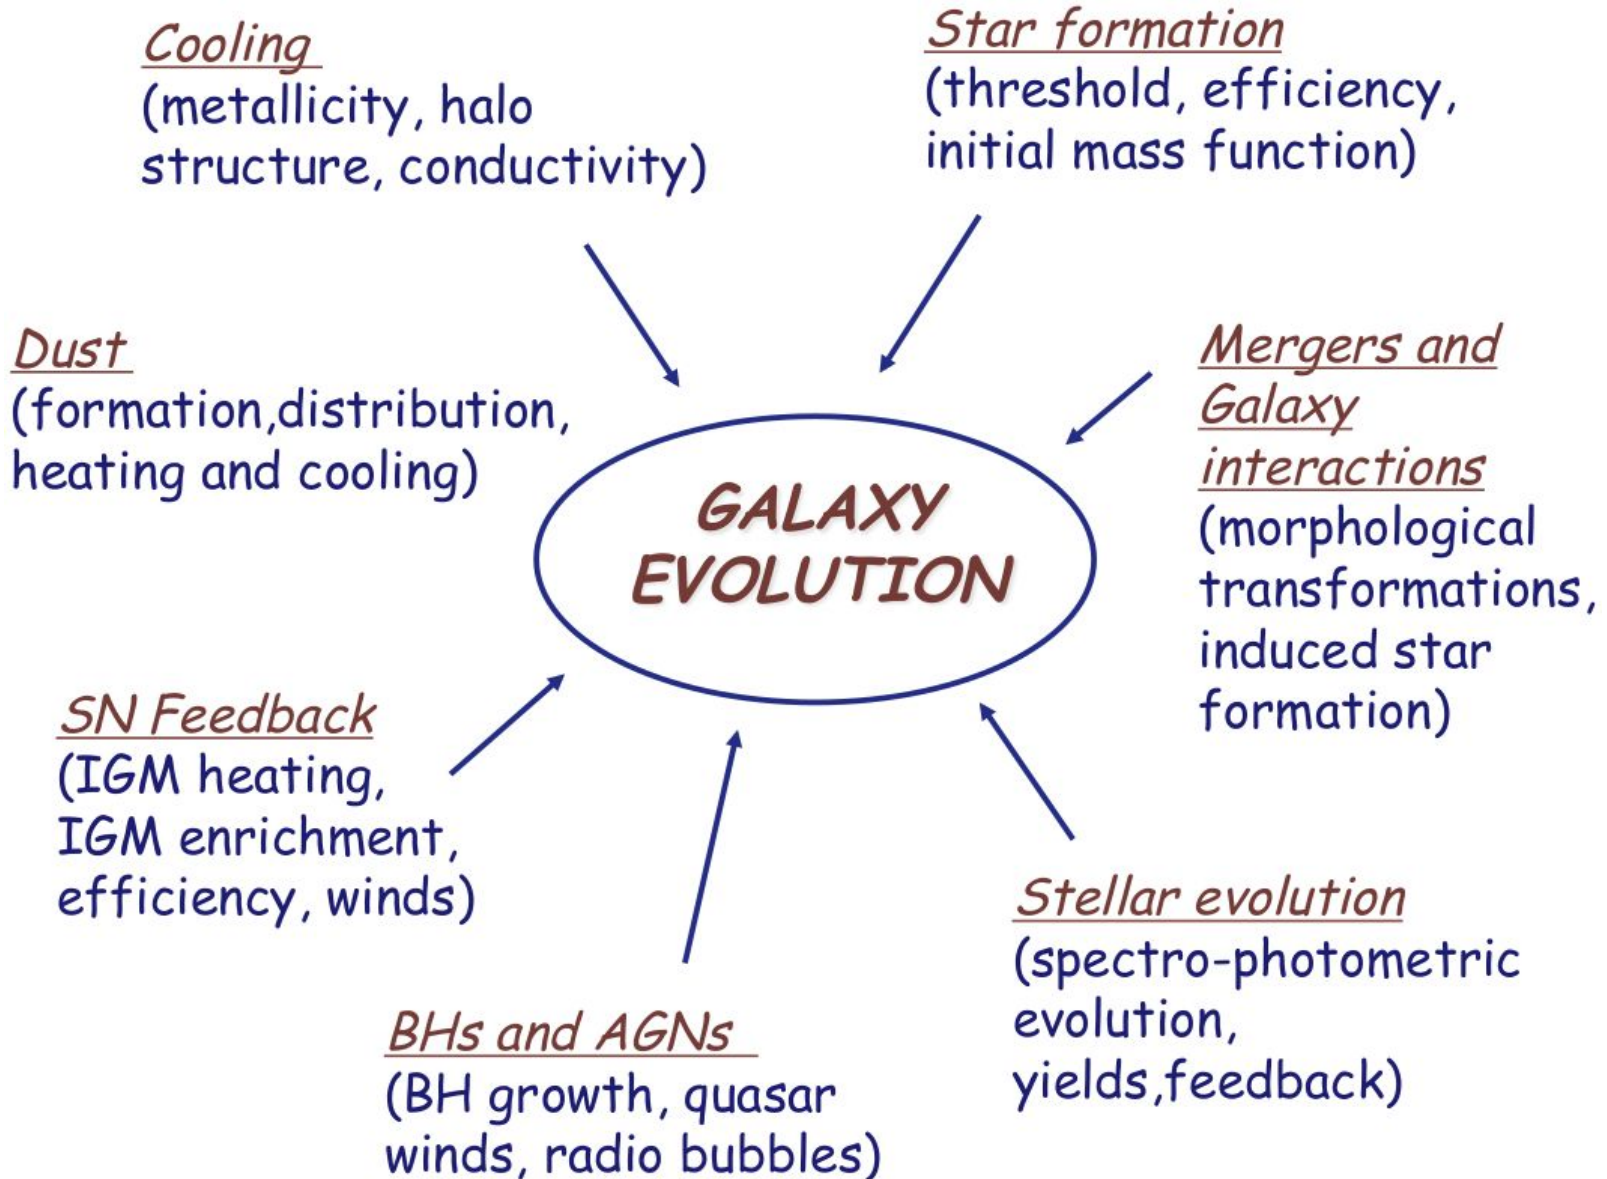 Cooling
(metallicity, halo
structure, conductivity)
Star formation
(threshold, efficiency,
initial mass function)
Dust
(formation,distribution,
heating and cooling)
Mergers and
Galaxy
interactions
(morphological
transformations,
induced star
formation)
GALAXY
EVOLUTION
SN Feedback
(IGM heating,
IGM enrichment,
efficiency, winds)
BHs and AGNs
(BH growth, quasar
winds, radio bubbles)
Stellar evolution
(spectro-photometric
evolution,
yields,feedback)